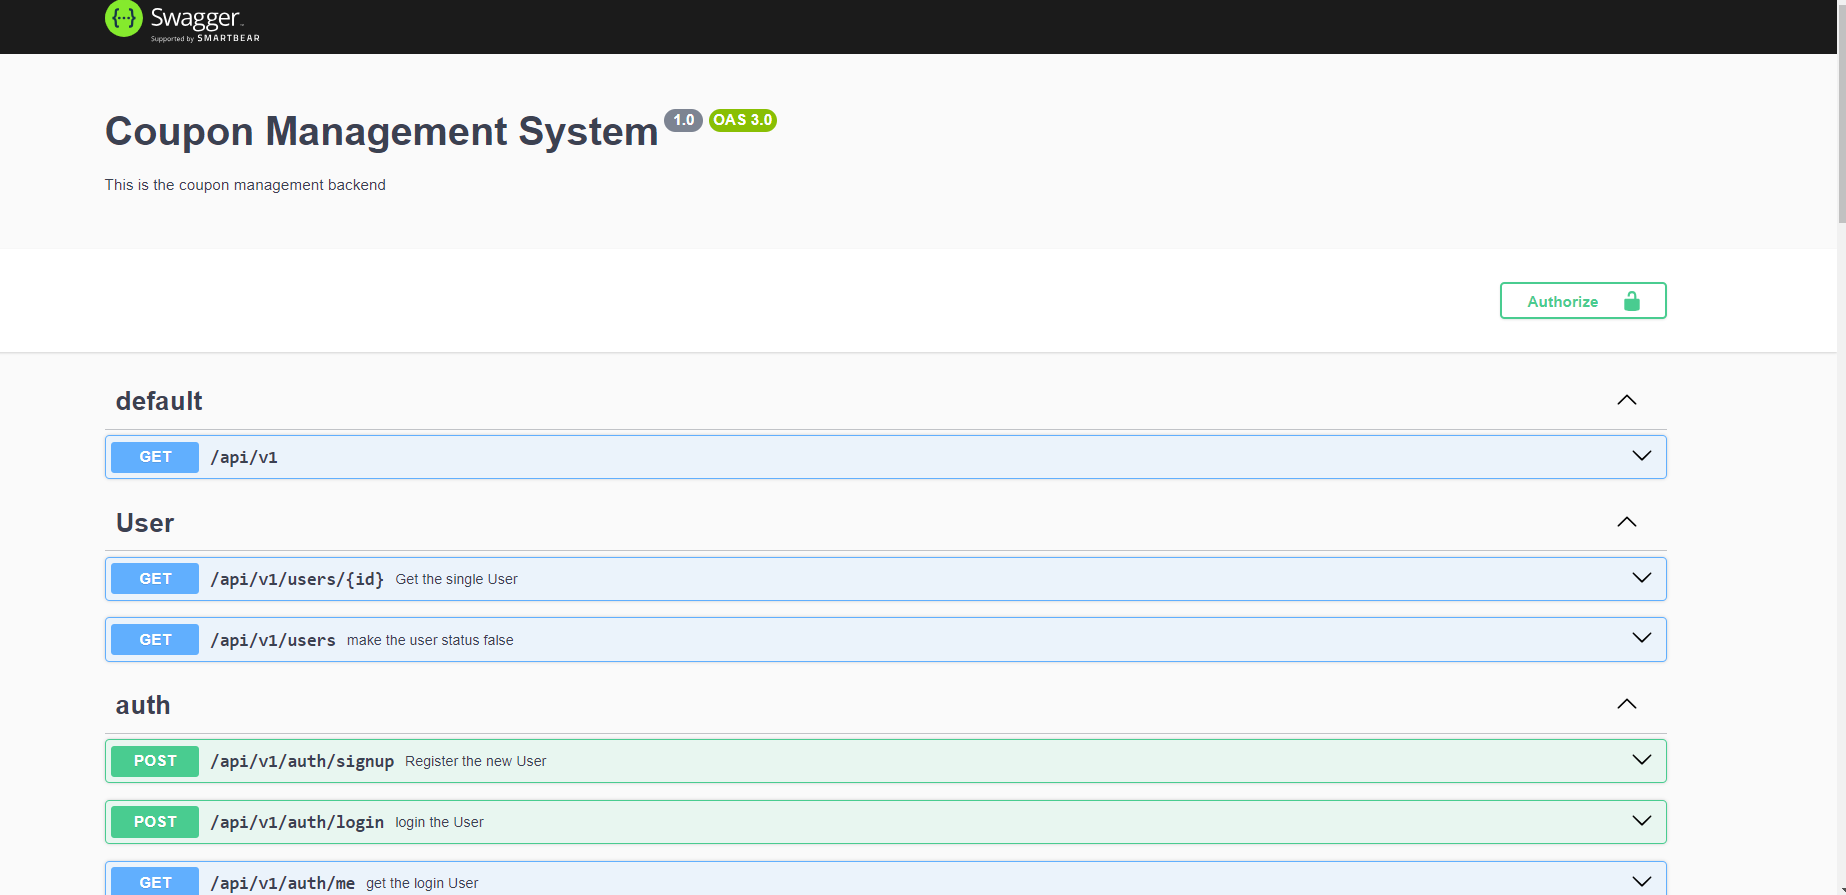 Swagger
Supported by SMARTBEAR
Coupon Management System 1.0 OAS 3.0
This is the coupon management backend
Authorize
default
GET /api/v1
User
GET /api/v1/users/{id} Get the single User
GET /api/v1/users make the user status false
auth
POST /api/v1/auth/signup Register the new User
POST /api/v1/auth/login login the User
GET /api/v1/auth/me get the login User